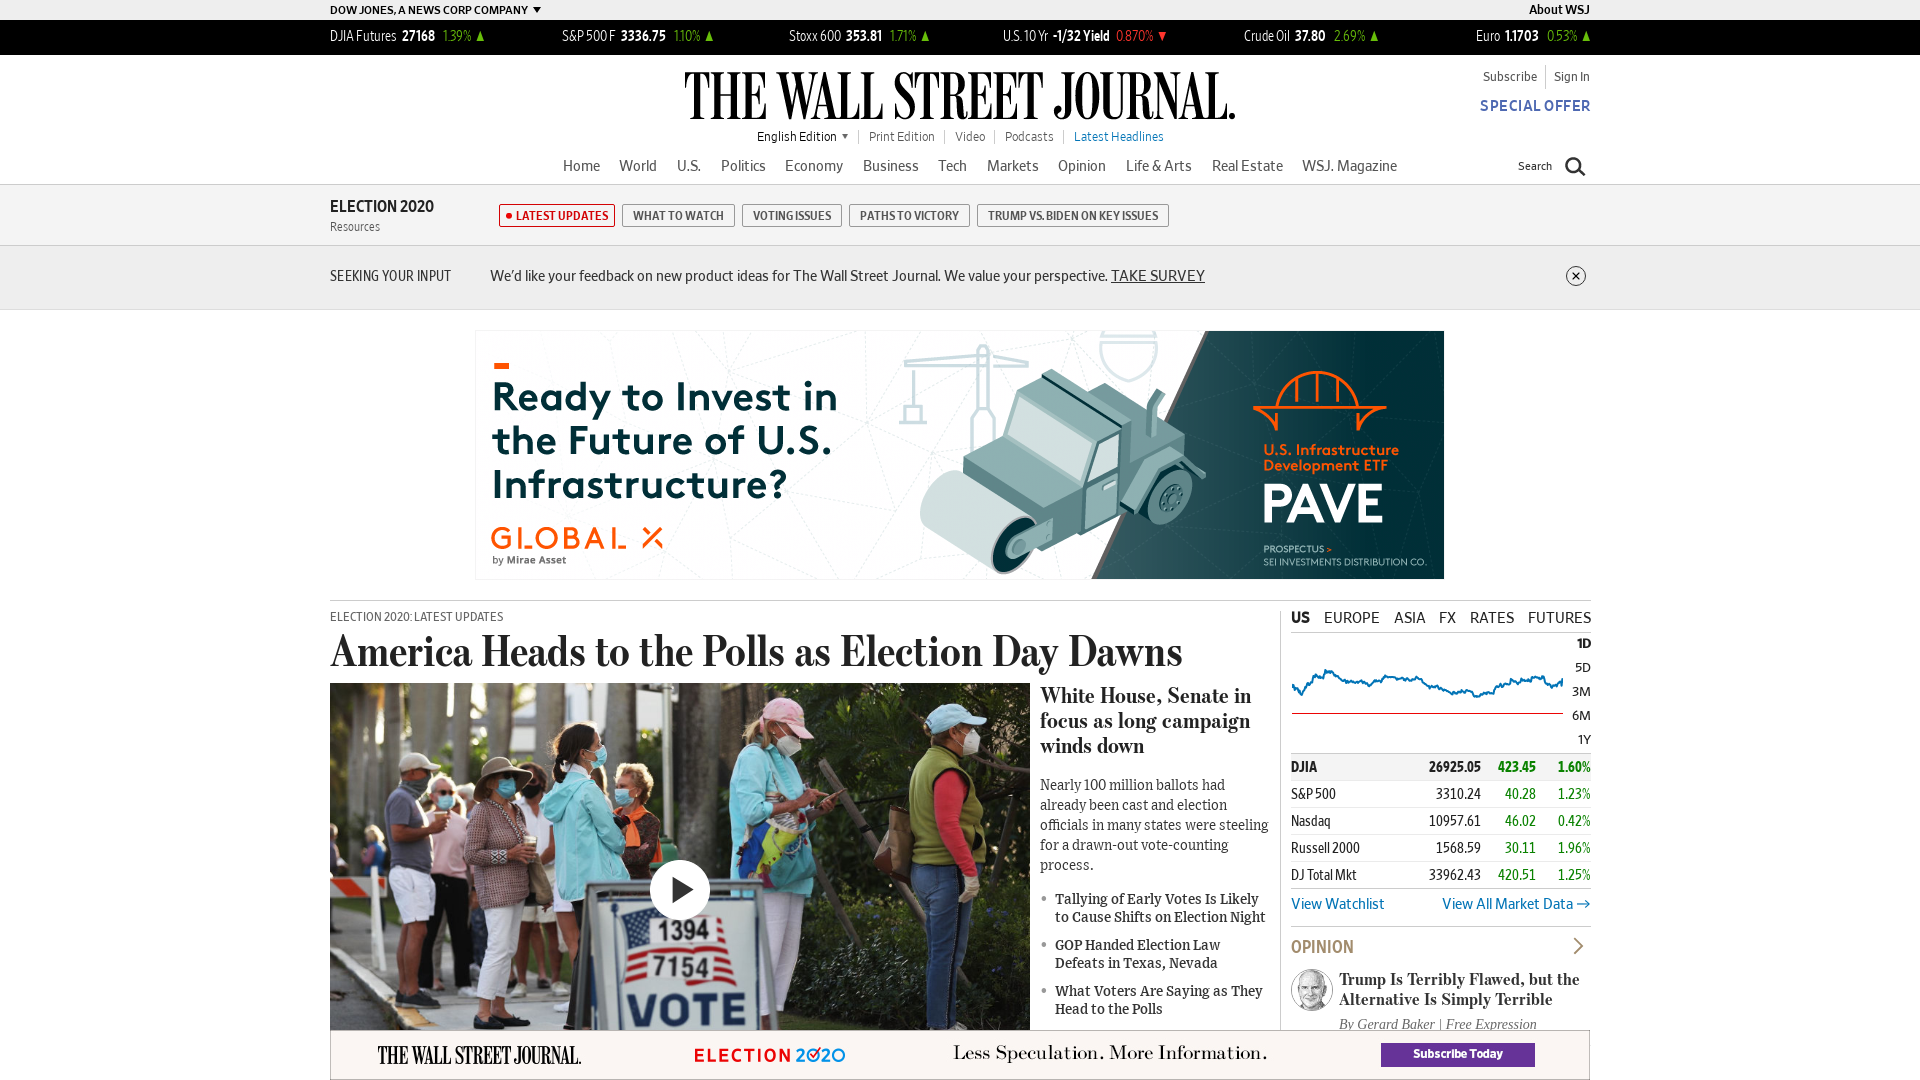 DOW JONES, A NEWS CORP COMPANY
About WSJ
DJIA Futures 27168 1.39%
S&P 500 F 3336.75 1.10%
Stoxx 600 353.81 1.71%
U.S. 10 Yr -1/32 Yield 0.870%
Crude Oil 37.80 2.69%
Euro 1.1703 0.53%
THE WALL STREET JOURNAL.
Subscribe
Sign In
SPECIAL OFFER
English Edition
Print Edition
Video
Podcasts
Latest Headlines
Home
World
U.S.
Politics
Economy
Business
Tech
Markets
Opinion
Life & Arts
Real Estate
WSJ. Magazine
Search
ELECTION 2020
Resources
LATEST UPDATES
WHAT TO WATCH
VOTING ISSUES
PATHS TO VICTORY
TRUMP VS. BIDEN ON KEY ISSUES
SEEKING YOUR INPUT
We’d like your feedback on new product ideas for The Wall Street Journal. We value your perspective. TAKE SURVEY
Ready to Invest in
the Future of U.S.
Infrastructure?
GLOBAL X
by Mirae Asset
U.S. Infrastructure
Development ETF
PAVE
PROSPECTUS >
SEI INVESTMENTS DISTRIBUTION CO.
ELECTION 2020: LATEST UPDATES
America Heads to the Polls as Election Day Dawns
1394
7154
VOTE
White House, Senate in
focus as long campaign
winds down
Nearly 100 million ballots had
already been cast and election
officials in many states were steeling
for a drawn-out vote-counting
process.
Tallying of Early Votes Is Likely
to Cause Shifts on Election Night
GOP Handed Election Law
Defeats in Texas, Nevada
What Voters Are Saying as They
Head to the Polls
US
EUROPE
ASIA
FX
RATES
FUTURES
1D
5D
3M
6M
1Y
DJIA 26925.05 423.45 1.60%
S&P 500 3310.24 40.28 1.23%
Nasdaq 10957.61 46.02 0.42%
Russell 2000 1568.59 30.11 1.96%
DJ Total Mkt 33962.43 420.51 1.25%
View Watchlist
View All Market Data
OPINION
Trump Is Terribly Flawed, but the
Alternative Is Simply Terrible
By Gerard Baker | Free Expression
THE WALL STREET JOURNAL.
ELECTION 2020
Less Speculation. More Information.
Subscribe Today